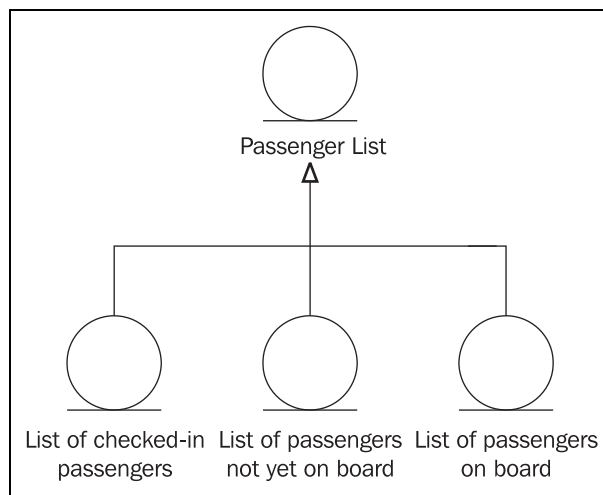 Passenger List
List of checked-in
passengers
List of passengers
not yet on board
List of passengers
on board